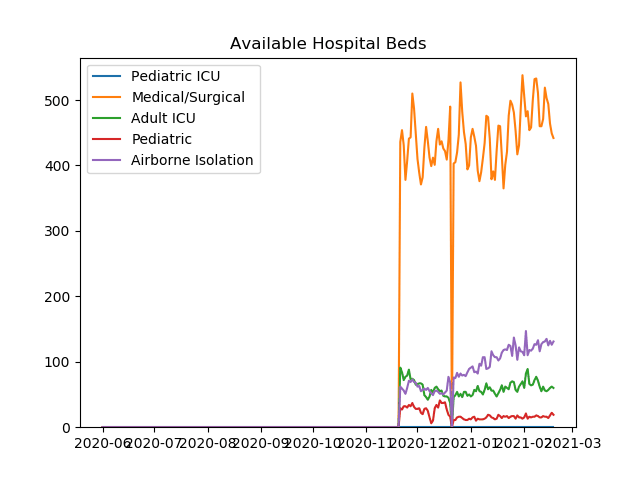 Available Hospital Beds
Pediatric ICU
Medical/Surgical
Adult ICU
Pediatric
Airborne Isolation
500
400
300
200
100
0
2020-06 2020-07 2020-08 2020-09 2020-10 2020-11 2020-12 2021-01 2021-02 2021-03